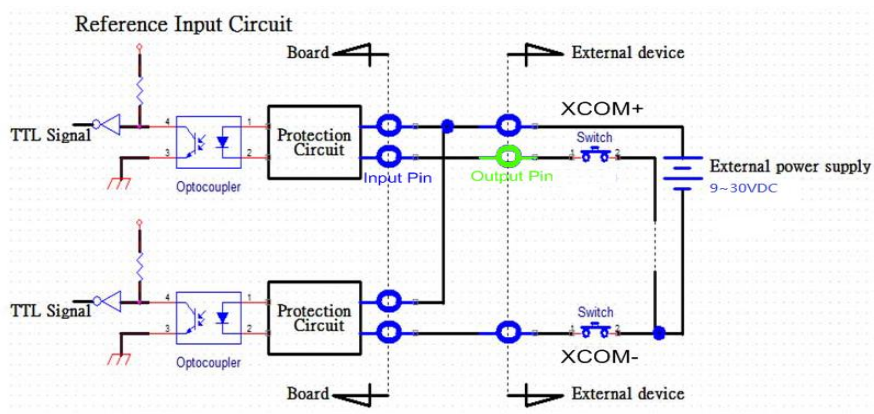 Reference Input Circuit
Board
External device
XCOM+
TTL Signal
4
1
3
2
Optocoupler
Protection
Circuit
Input Pin
Output Pin
Switch
1
2
External power supply
9~30VDC
TTL Signal
4
1
3
2
Optocoupler
Protection
Circuit
Switch
1
2
XCOM-
Board
External device